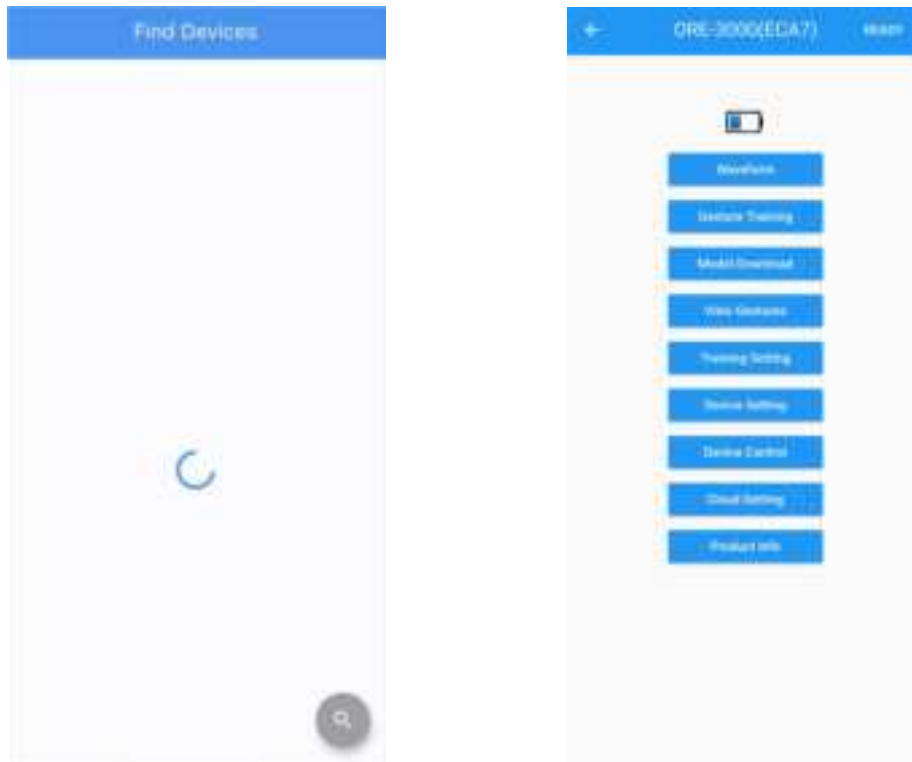 Find Devices
ORE-3000(ECA7)
Waveform
Gesture Training
Model Download
View Gestures
Training Setting
Device Setting
Device Control
Cloud Setting
Product Info